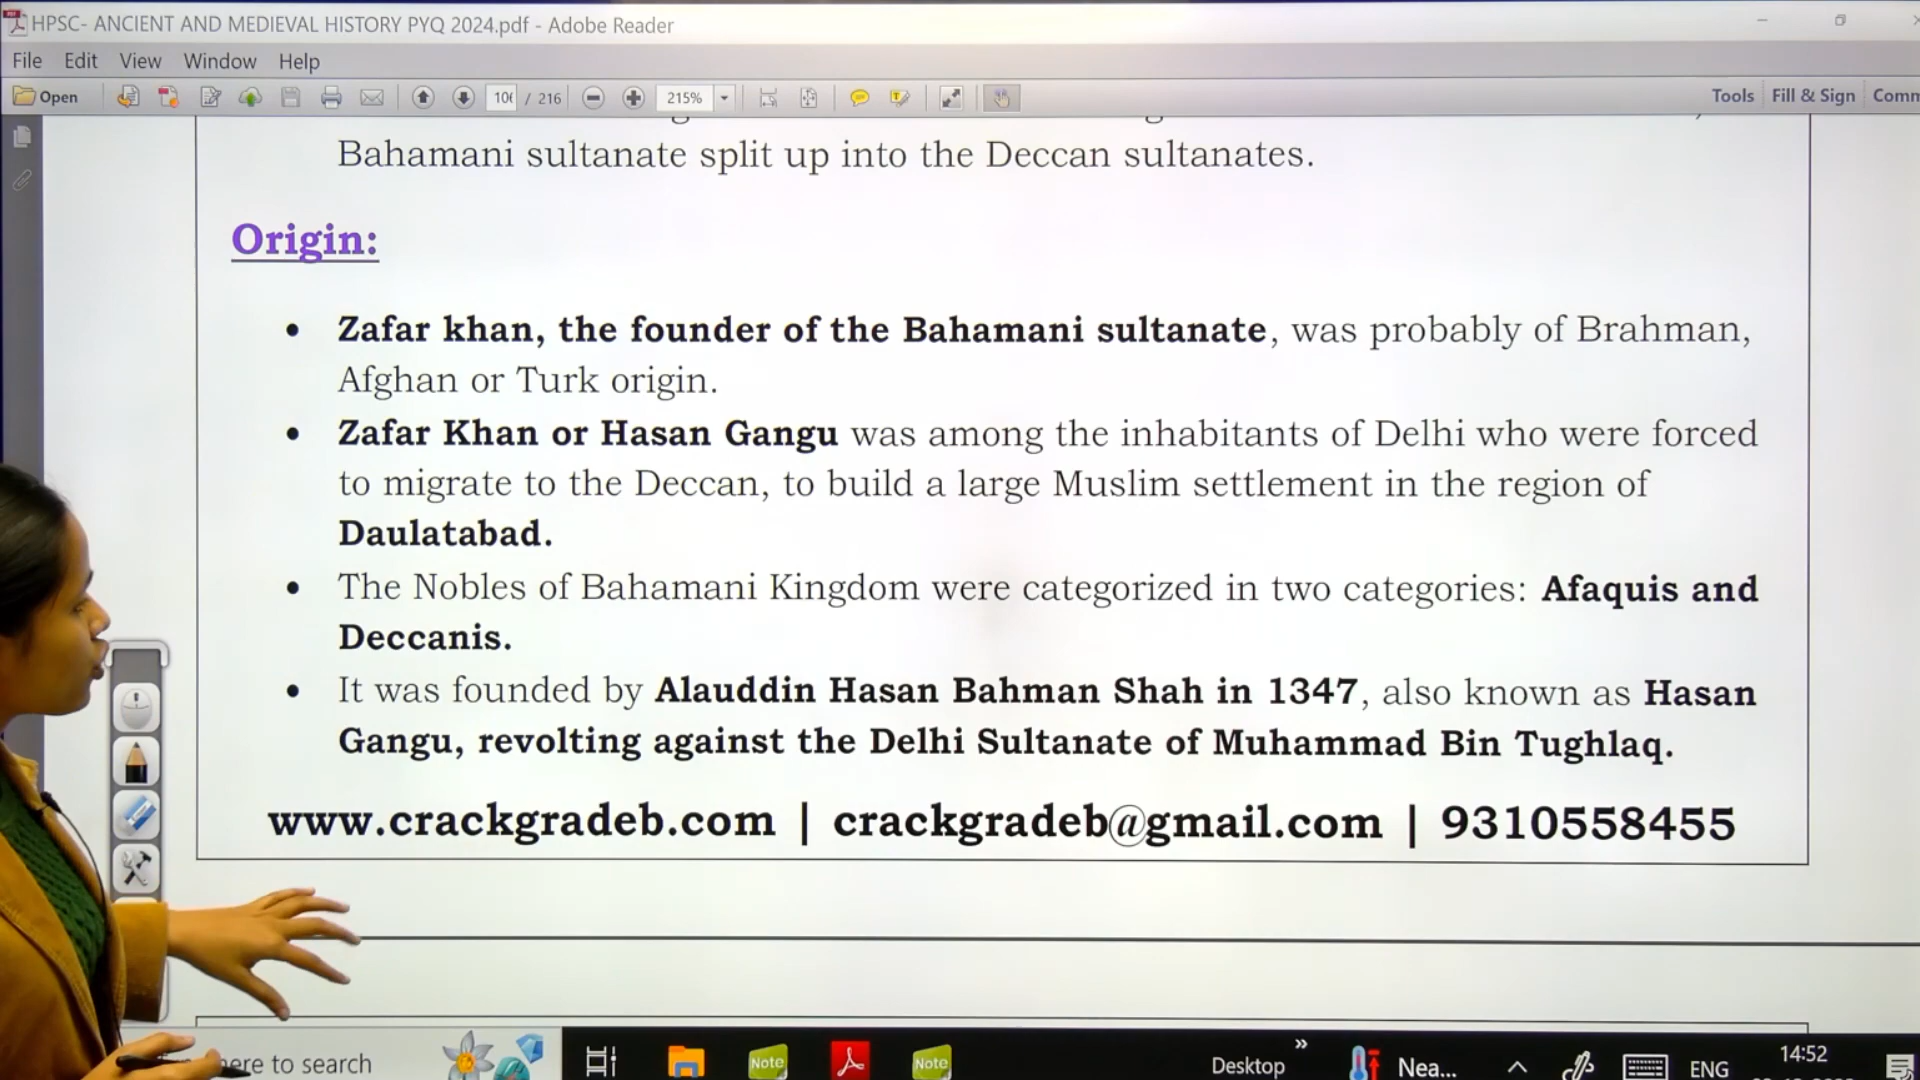 HPSC- ANCIENT AND MEDIEVAL HISTORY PYQ 2024.pdf - Adobe Reader
File Edit View Window Help
Open / 216 215% Tools Fill & Sign
Bahamani sultanate split up into the Deccan sultanates.
Origin:
• Zafar khan, the founder of the Bahamani sultanate, was probably of Brahman,
Afghan or Turk origin.
• Zafar Khan or Hasan Gangu was among the inhabitants of Delhi who were forced
to migrate to the Deccan, to build a large Muslim settlement in the region of
Daulatabad.
• The Nobles of Bahamani Kingdom were categorized in two categories: Afaquis and
Deccanis.
• It was founded by Alauddin Hasan Bahman Shah in 1347, also known as Hasan
Gangu, revolting against the Delhi Sultanate of Muhammad Bin Tughlaq.
www.crackgradeb.com | crackgradeb@gmail.com | 9310558455
to search Note Note Desktop » Nea... ENG 14:52